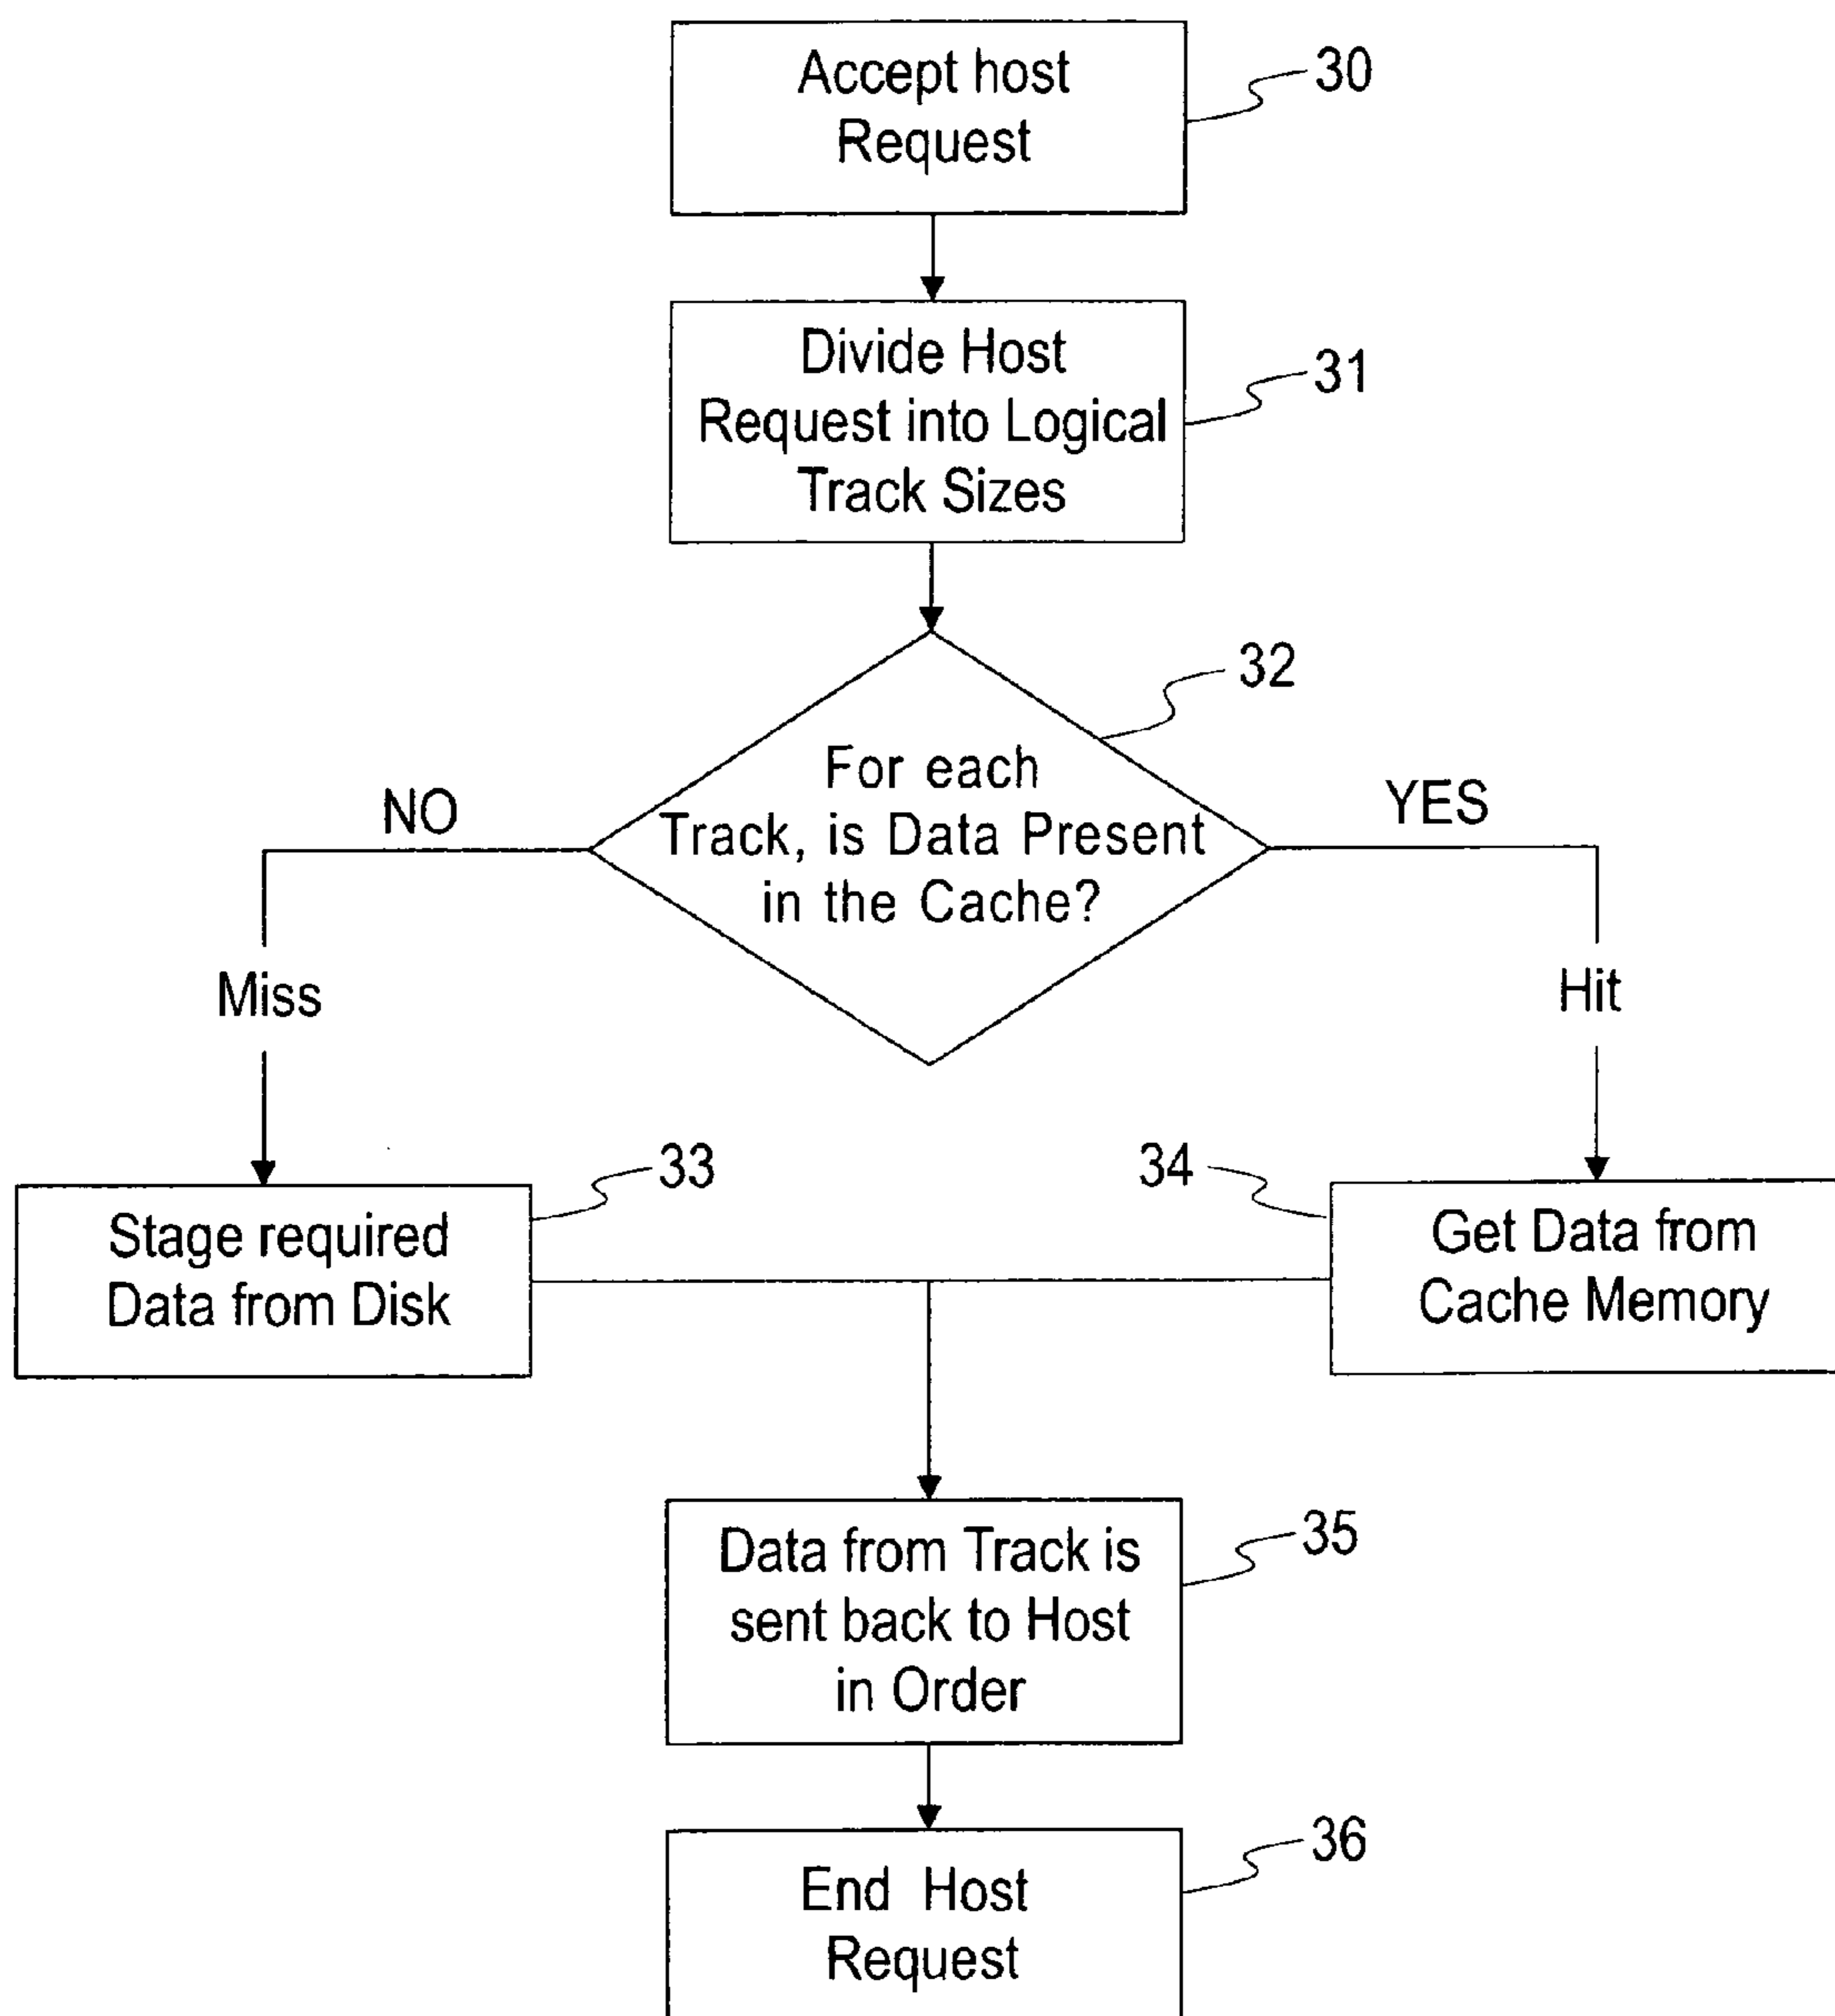 Accept host
Request
30
Divide Host
Request into Logical
Track Sizes
31
32
For each
Track, is Data Present
in the Cache?
NO
YES
Miss
Hit
33
34
Stage required
Data from Disk
Get Data from
Cache Memory
Data from Track is
sent back to Host
in Order
35
End Host
Request
36